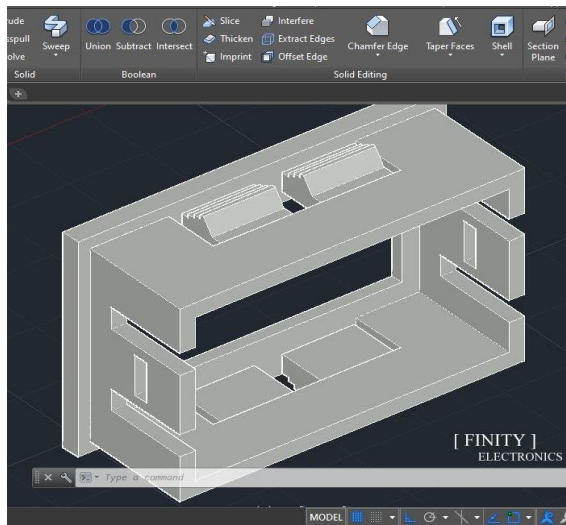 rude
Slice
Interfere
sspull
Sweep
Union
Subtract
Intersect
Thicken
Extract Edges
Chamfer Edge
Taper Faces
Shell
Section
Plane
olve
Imprint
Offset Edge
Solid
Boolean
Solid Editing
[ FINITY ]
ELECTRONICS
Type a command
MODEL